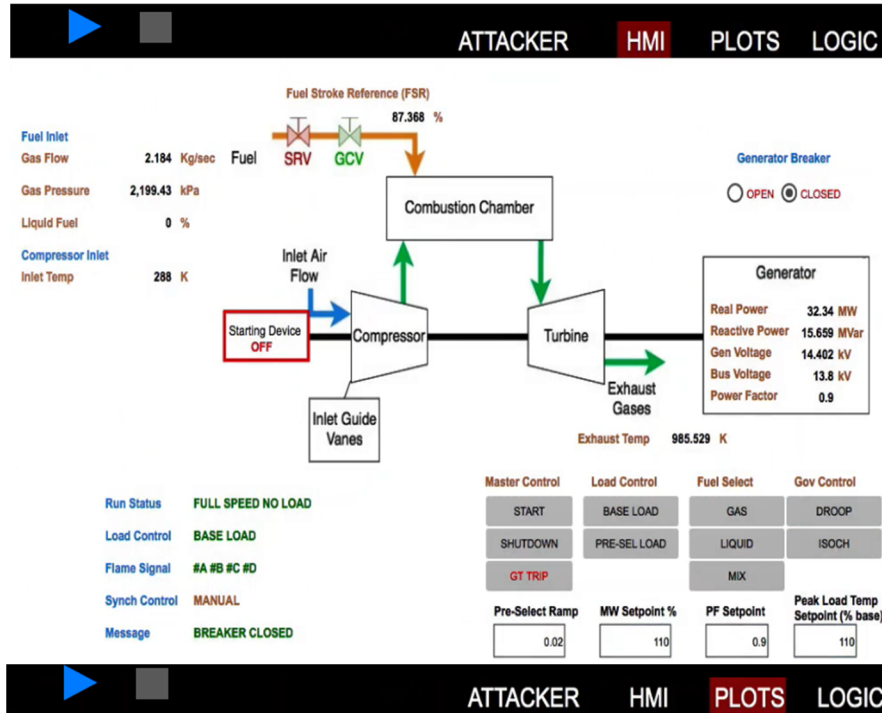 ATTACKER HMI PLOTS LOGIC
Fuel Stroke Reference (FSR)
87.368 %
Fuel Inlet
Gas Flow 2.184 Kg/sec
Fuel
SRV GCV
Gas Pressure 2,199.43 kPa
Liquid Fuel 0 %
Compressor Inlet
Inlet Temp 288 K
Generator Breaker
OPEN CLOSED
Combustion Chamber
Inlet Air
Flow
Starting Device
OFF
Compressor
Turbine
Inlet Guide
Vanes
Exhaust
Gases
Exhaust Temp 985.529 K
Generator
Real Power 32.34 MW
Reactive Power 15.659 MVar
Gen Voltage 14.402 kV
Bus Voltage 13.8 kV
Power Factor 0.9
Run Status FULL SPEED NO LOAD
Load Control BASE LOAD
Flame Signal #A #B #C #D
Synch Control MANUAL
Message BREAKER CLOSED
Master Control Load Control Fuel Select Gov Control
START BASE LOAD GAS DROOP
SHUTDOWN PRE-SEL LOAD LIQUID ISOCH
GT TRIP MIX
Pre-Select Ramp
0.02
MW Setpoint %
110
PF Setpoint
0.9
Peak Load Temp
Setpoint (% base)
110
ATTACKER HMI PLOTS LOGIC